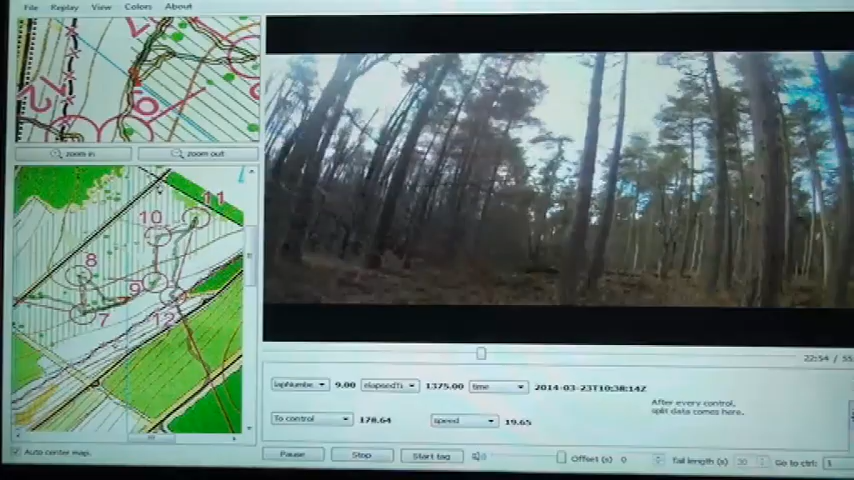 File Replay View Colors About
zoom in zoom out
11
10
8
9
7
12
22:54 / 55
lapNumbe 9.00 elapsedTi 1375.00 time 2014-03-23T10:38:14Z
After every control,
split data comes here.
To control 178.64 speed 19.65
Auto center map. Pause Stop Start tag Offset (s) 0 Tail length (s) 30 Go to ctrl: 1